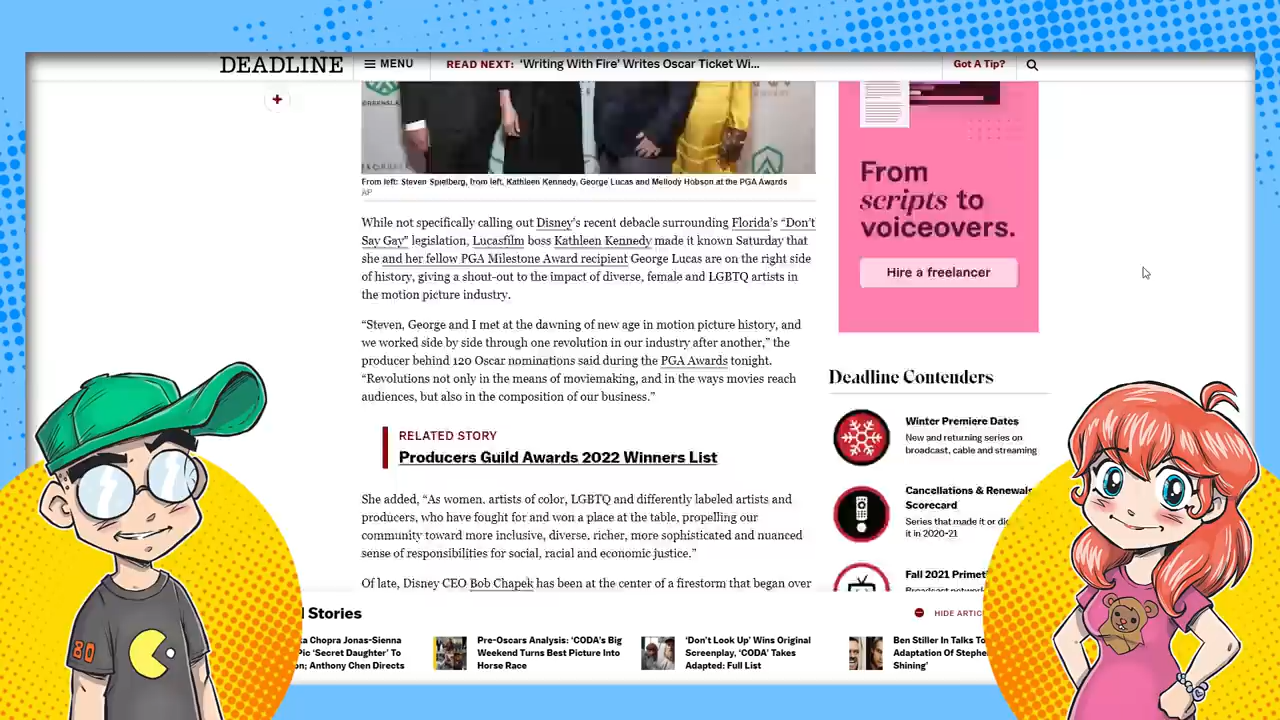 DEADLINE
MENU
READ NEXT: ‘Writing With Fire’ Writes Oscar Ticket Wi...
Got A Tip?
From left: Steven Spielberg, from left, Kathleen Kennedy, George Lucas and Mellody Hobson at the PGA Awards
AP
While not specifically calling out Disney's recent debacle surrounding Florida's “Don't
Say Gay” legislation, Lucasfilm boss Kathleen Kennedy made it known Saturday that
she and her fellow PGA Milestone Award recipient George Lucas are on the right side
of history, giving a shout-out to the impact of diverse, female and LGBTQ artists in
the motion picture industry.
“Steven, George and I met at the dawning of new age in motion picture history, and
we worked side by side through one revolution in our industry after another,” the
producer behind 120 Oscar nominations said during the PGA Awards tonight.
“Revolutions not only in the means of moviemaking, and in the ways movies reach
audiences, but also in the composition of our business.”
RELATED STORY
Producers Guild Awards 2022 Winners List
She added, “As women, artists of color, LGBTQ and differently labeled artists and
producers, who have fought for and won a place at the table, propelling our
community toward more inclusive, diverse, richer, more sophisticated and nuanced
sense of responsibilities for social, racial and economic justice.”
Of late, Disney CEO Bob Chapek has been at the center of a firestorm that began over
From
scripts to
voiceovers.
Hire a freelancer
Deadline Contenders
Winter Premiere Dates
New and returning series on
broadcast, cable and streaming
Cancellations & Renewals
Scorecard
Series that made it or di
it in 2020-21
Fall 2021 Primeti
Broadcast networ
Stories
HIDE ARTIC
ka Chopra Jonas-Sienna
Pic ‘Secret Daughter’ To
on; Anthony Chen Directs
Pre-Oscars Analysis: ‘CODA’s Big
Weekend Turns Best Picture Into
Horse Race
‘Don’t Look Up’ Wins Original
Screenplay, ‘CODA’ Takes
Adapted: Full List
Ben Stiller In Talks To
Adaptation Of Stephe
Shining’
80